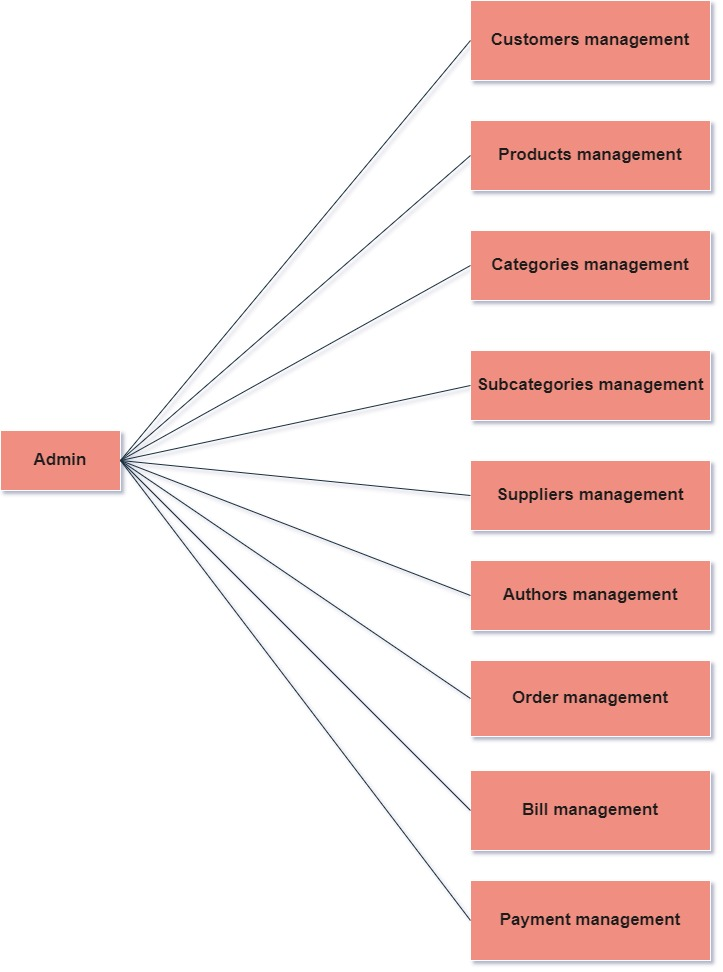 Customers management
Products management
Categories management
Subcategories management
Admin
Suppliers management
Authors management
Order management
Bill management
Payment management